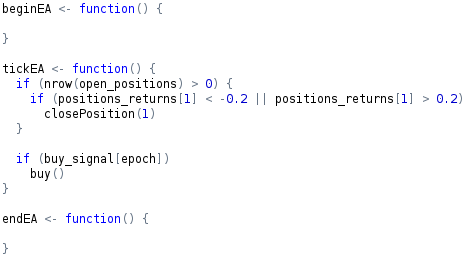 beginEA <- function() {
}
tickEA <- function() {
  if (nrow(open_positions) > 0) {
    if (positions_returns[1] < -0.2 || positions_returns[1] > 0.2)
      closePosition(1)
  }
  if (buy_signal[epoch])
    buy()
}
endEA <- function() {
}